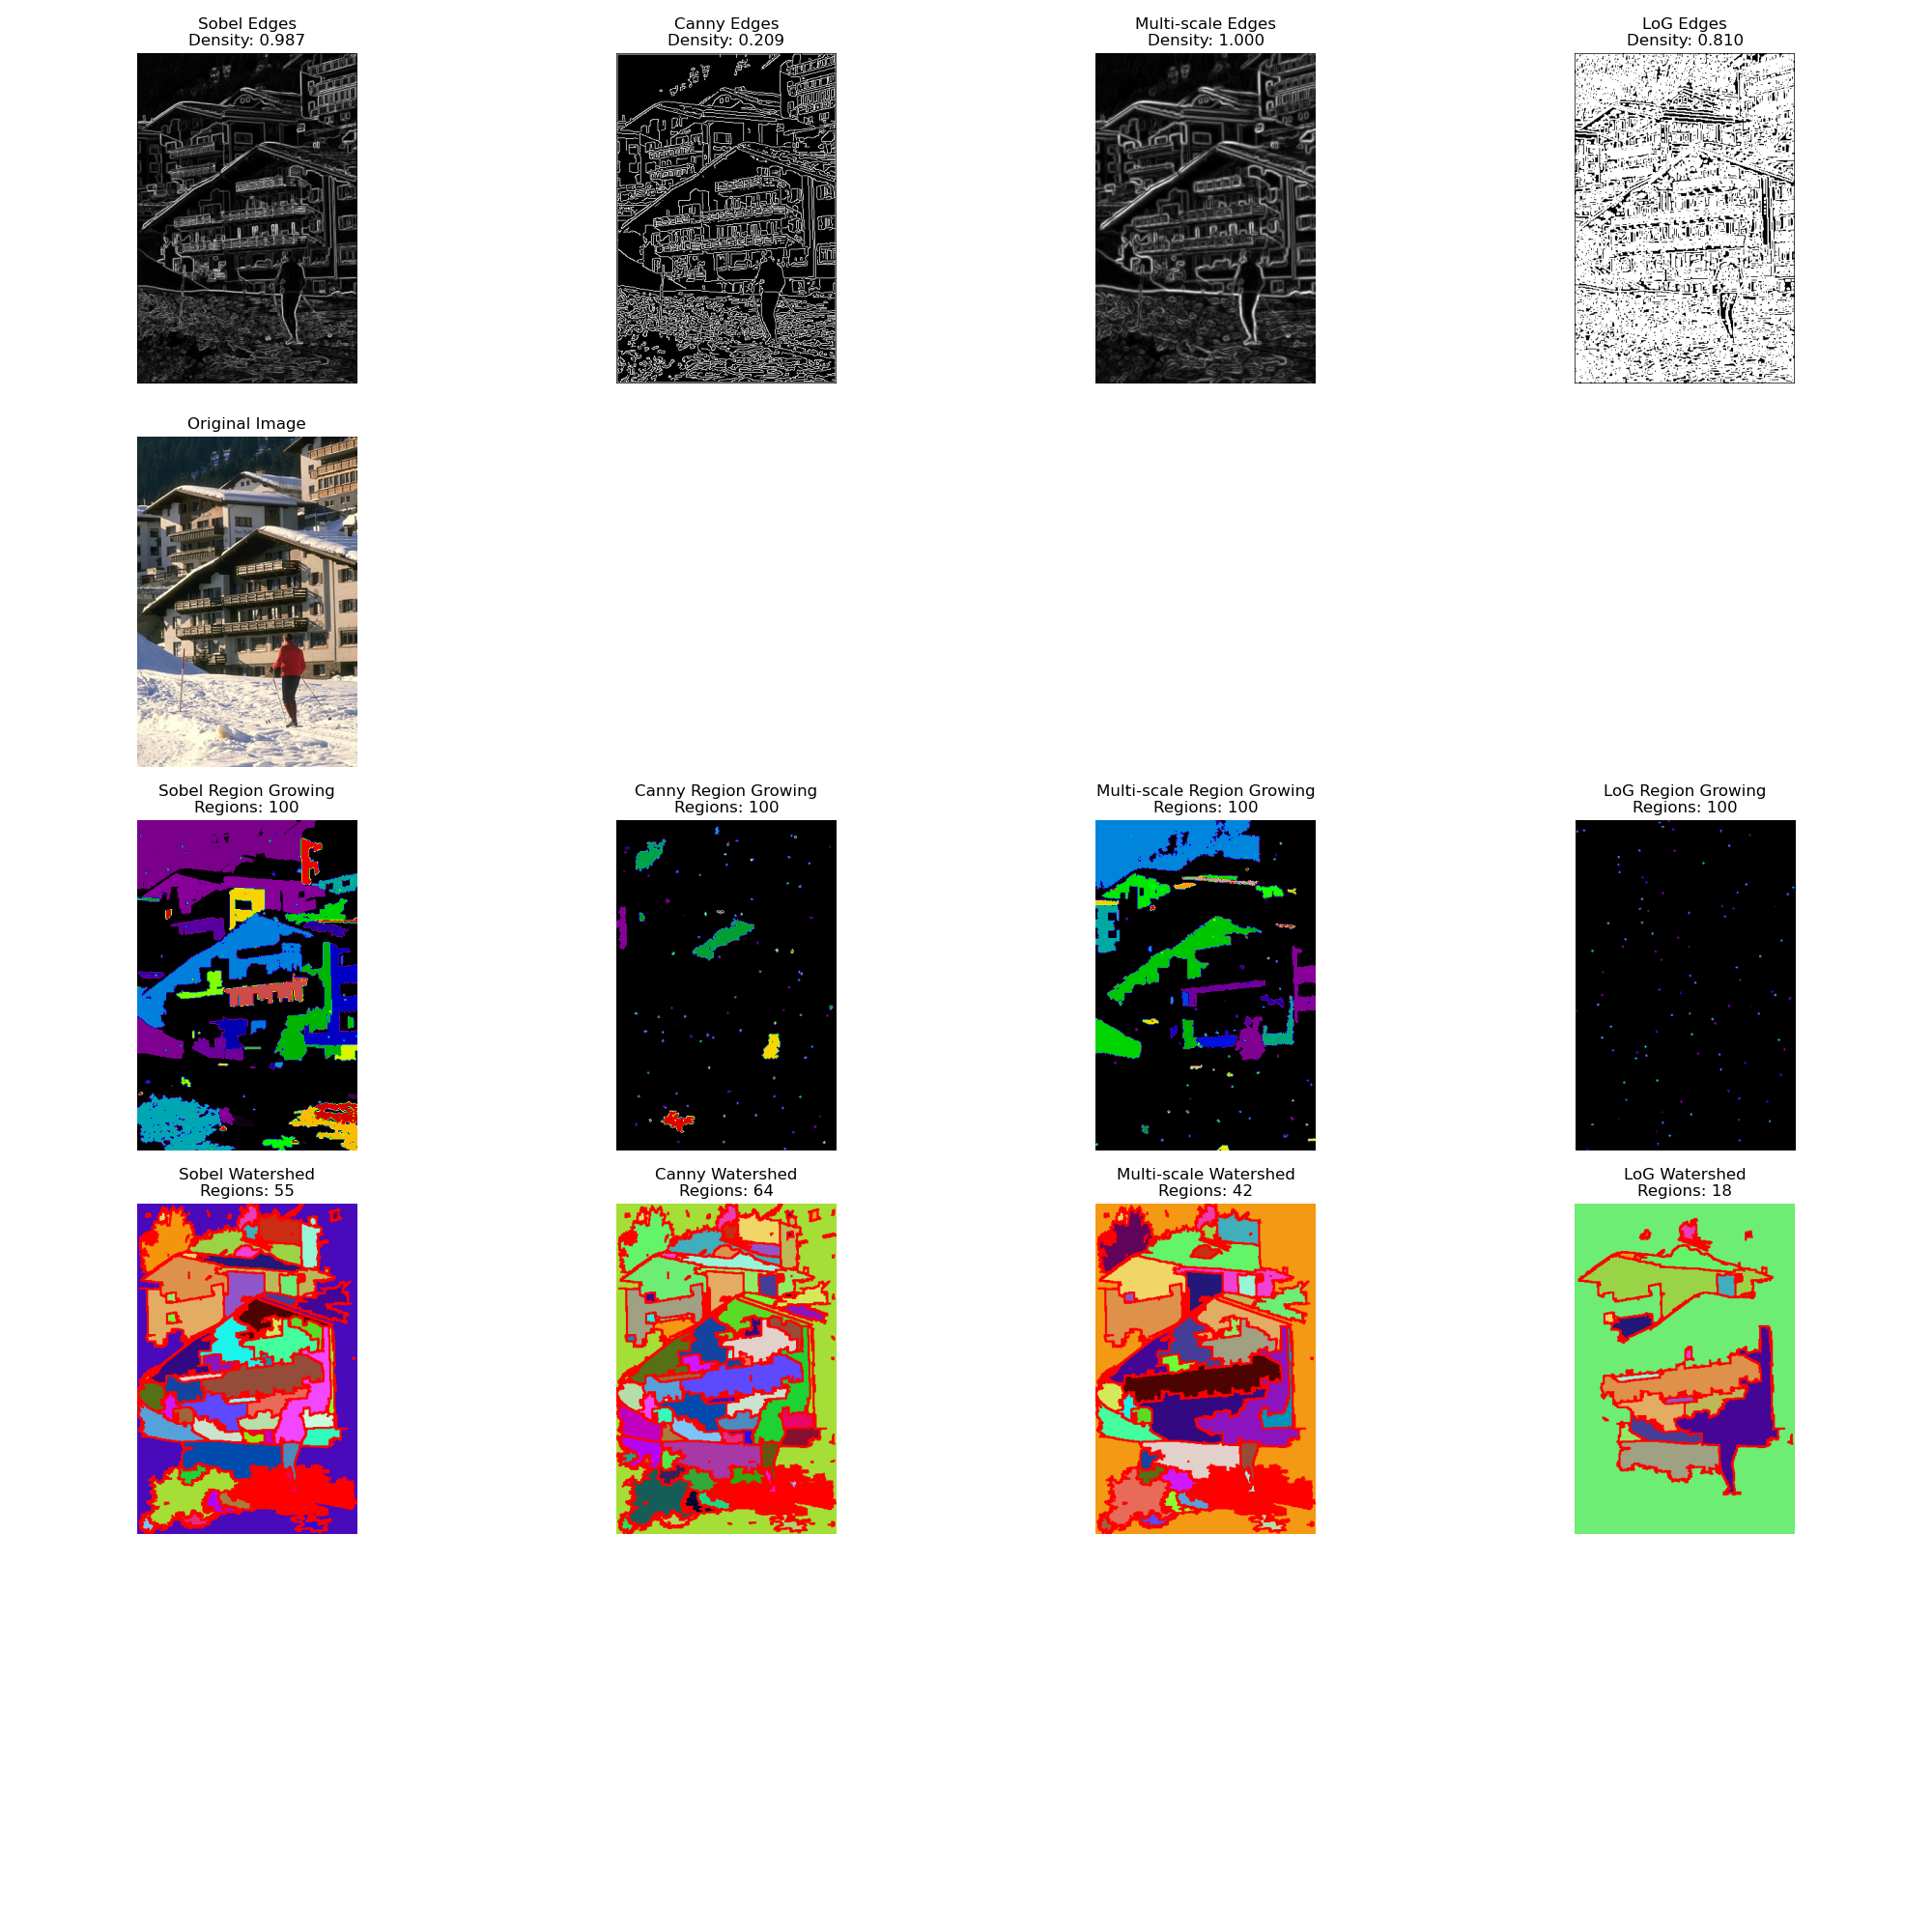 Sobel Edges
Density: 0.987
Canny Edges
Density: 0.209
Multi-scale Edges
Density: 1.000
LoG Edges
Density: 0.810
Original Image
Sobel Region Growing
Regions: 100
Canny Region Growing
Regions: 100
Multi-scale Region Growing
Regions: 100
LoG Region Growing
Regions: 100
Sobel Watershed
Regions: 55
Canny Watershed
Regions: 64
Multi-scale Watershed
Regions: 42
LoG Watershed
Regions: 18